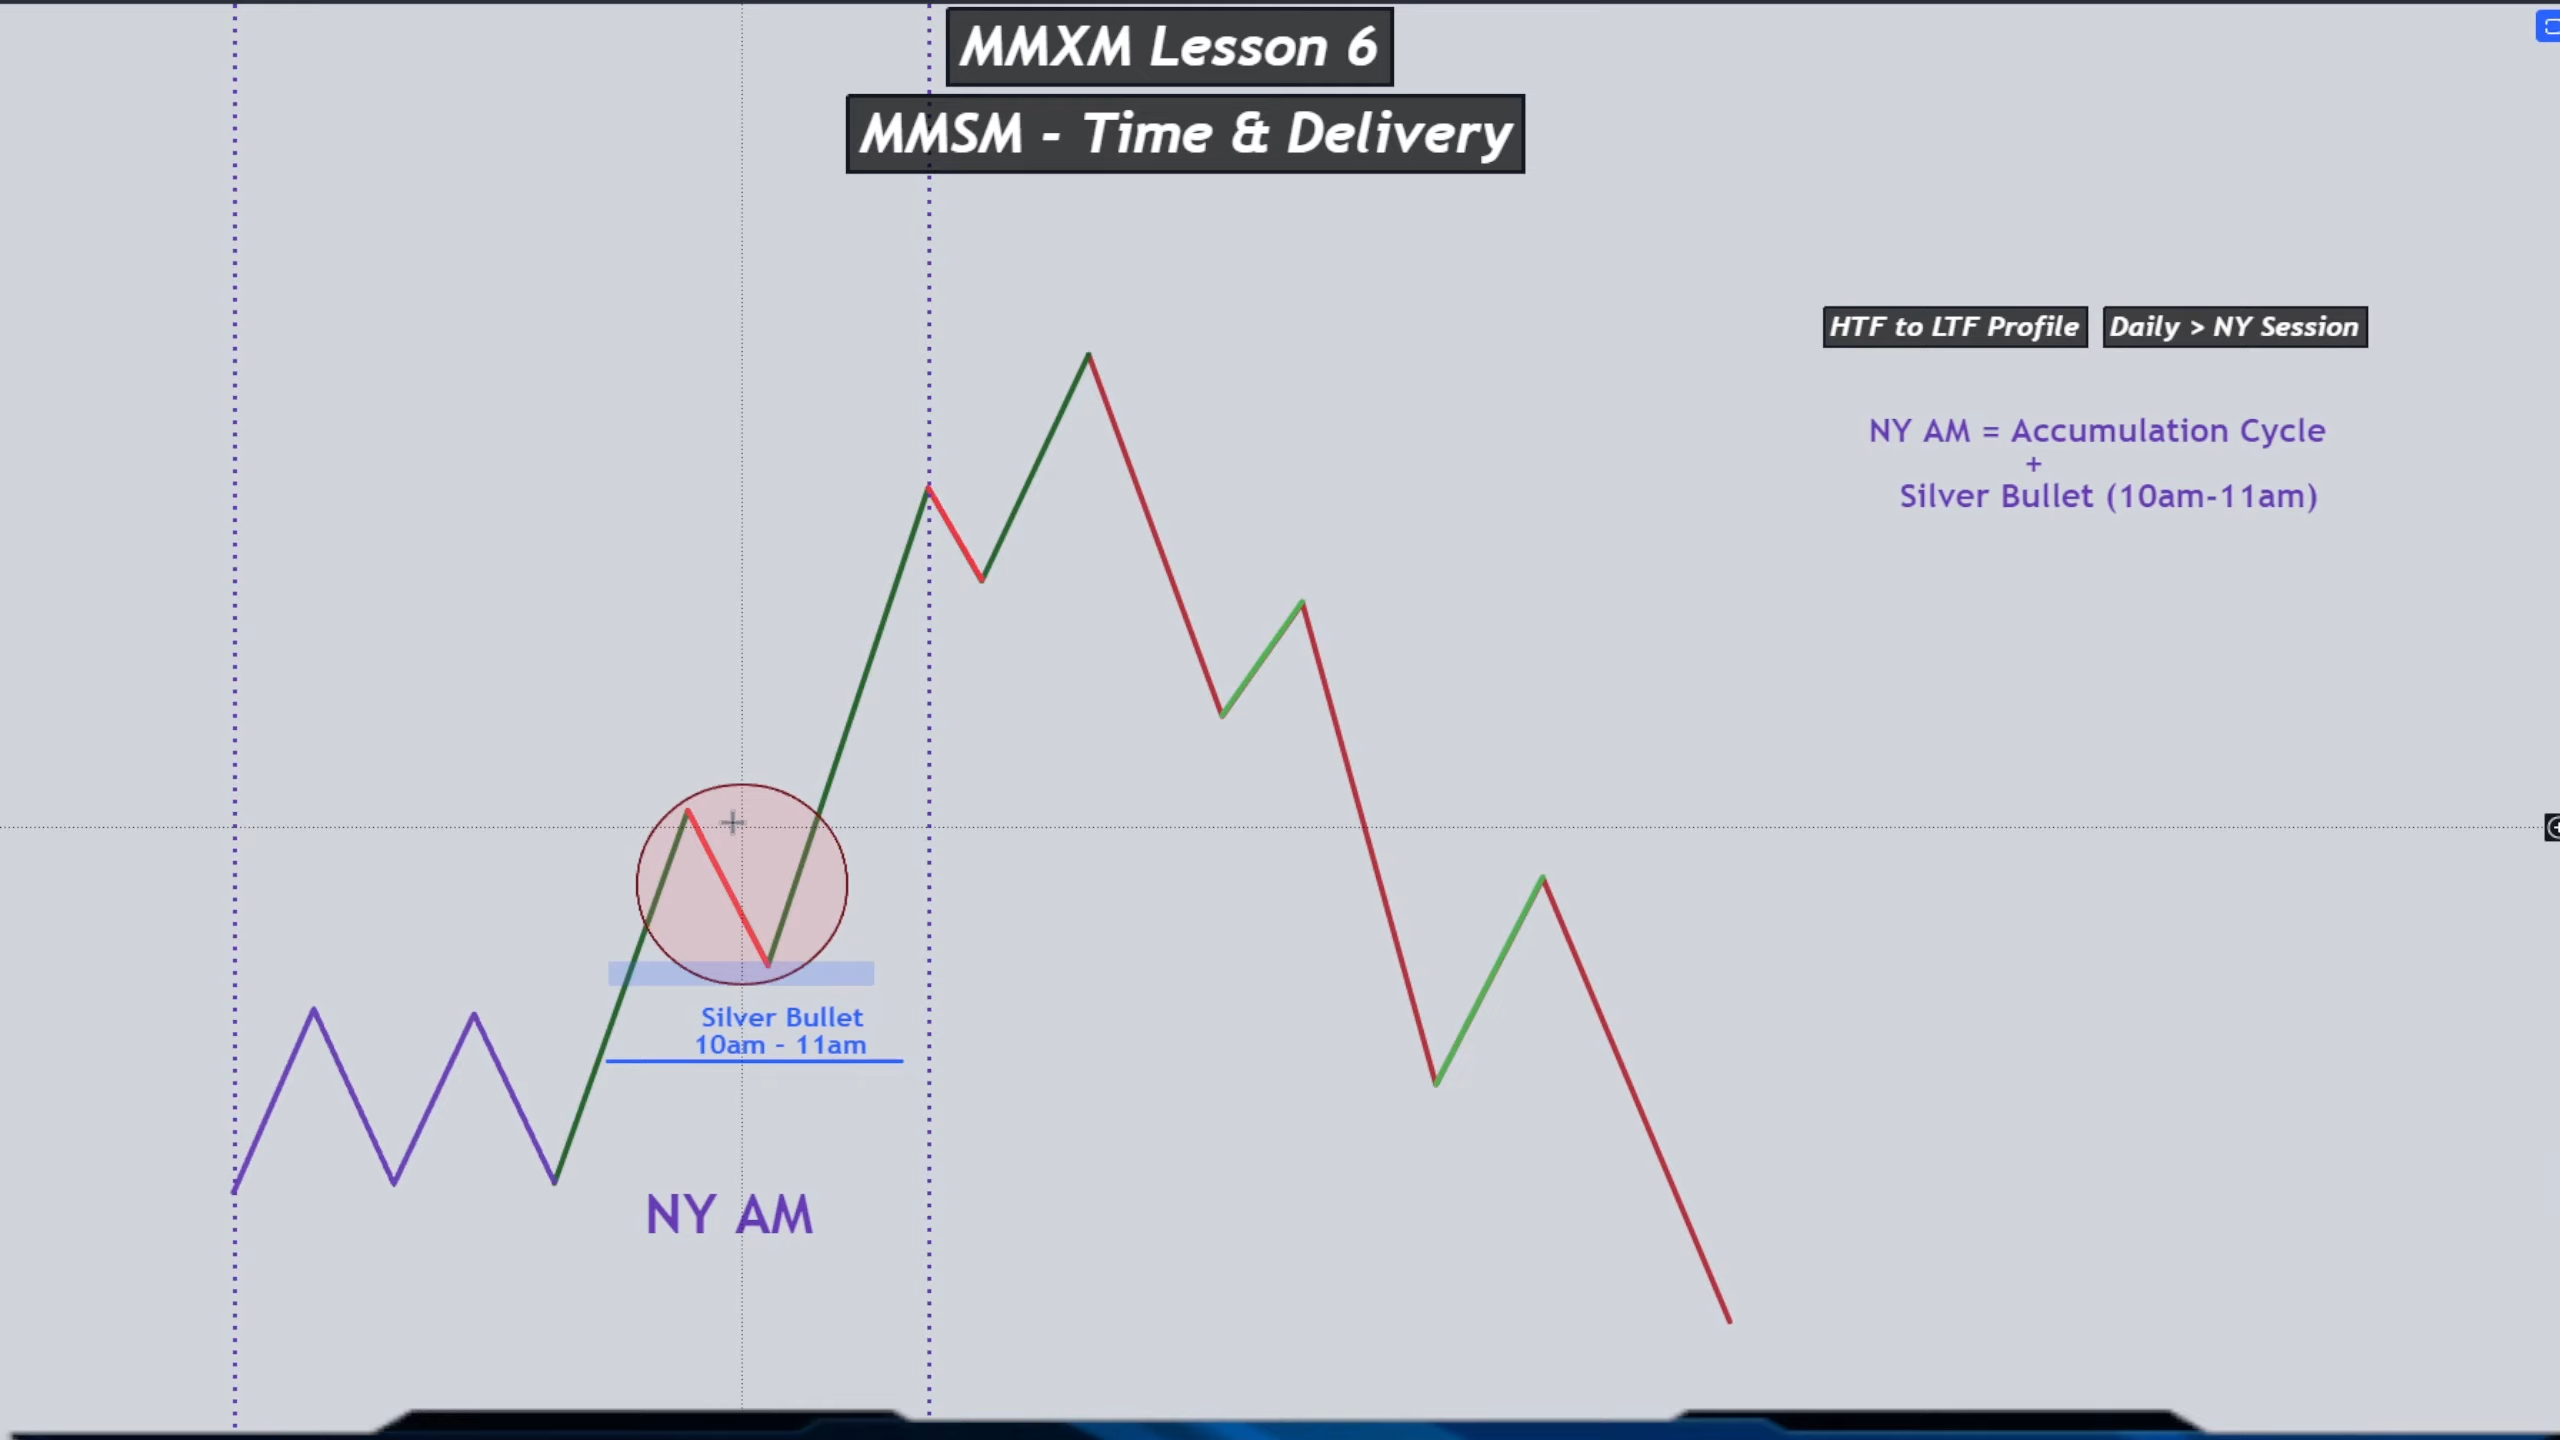 MMXM Lesson 6
MMSM - Time & Delivery
HTF to LTF Profile
Daily > NY Session
NY AM = Accumulation Cycle
+
Silver Bullet (10am-11am)
Silver Bullet
10am - 11am
NY AM